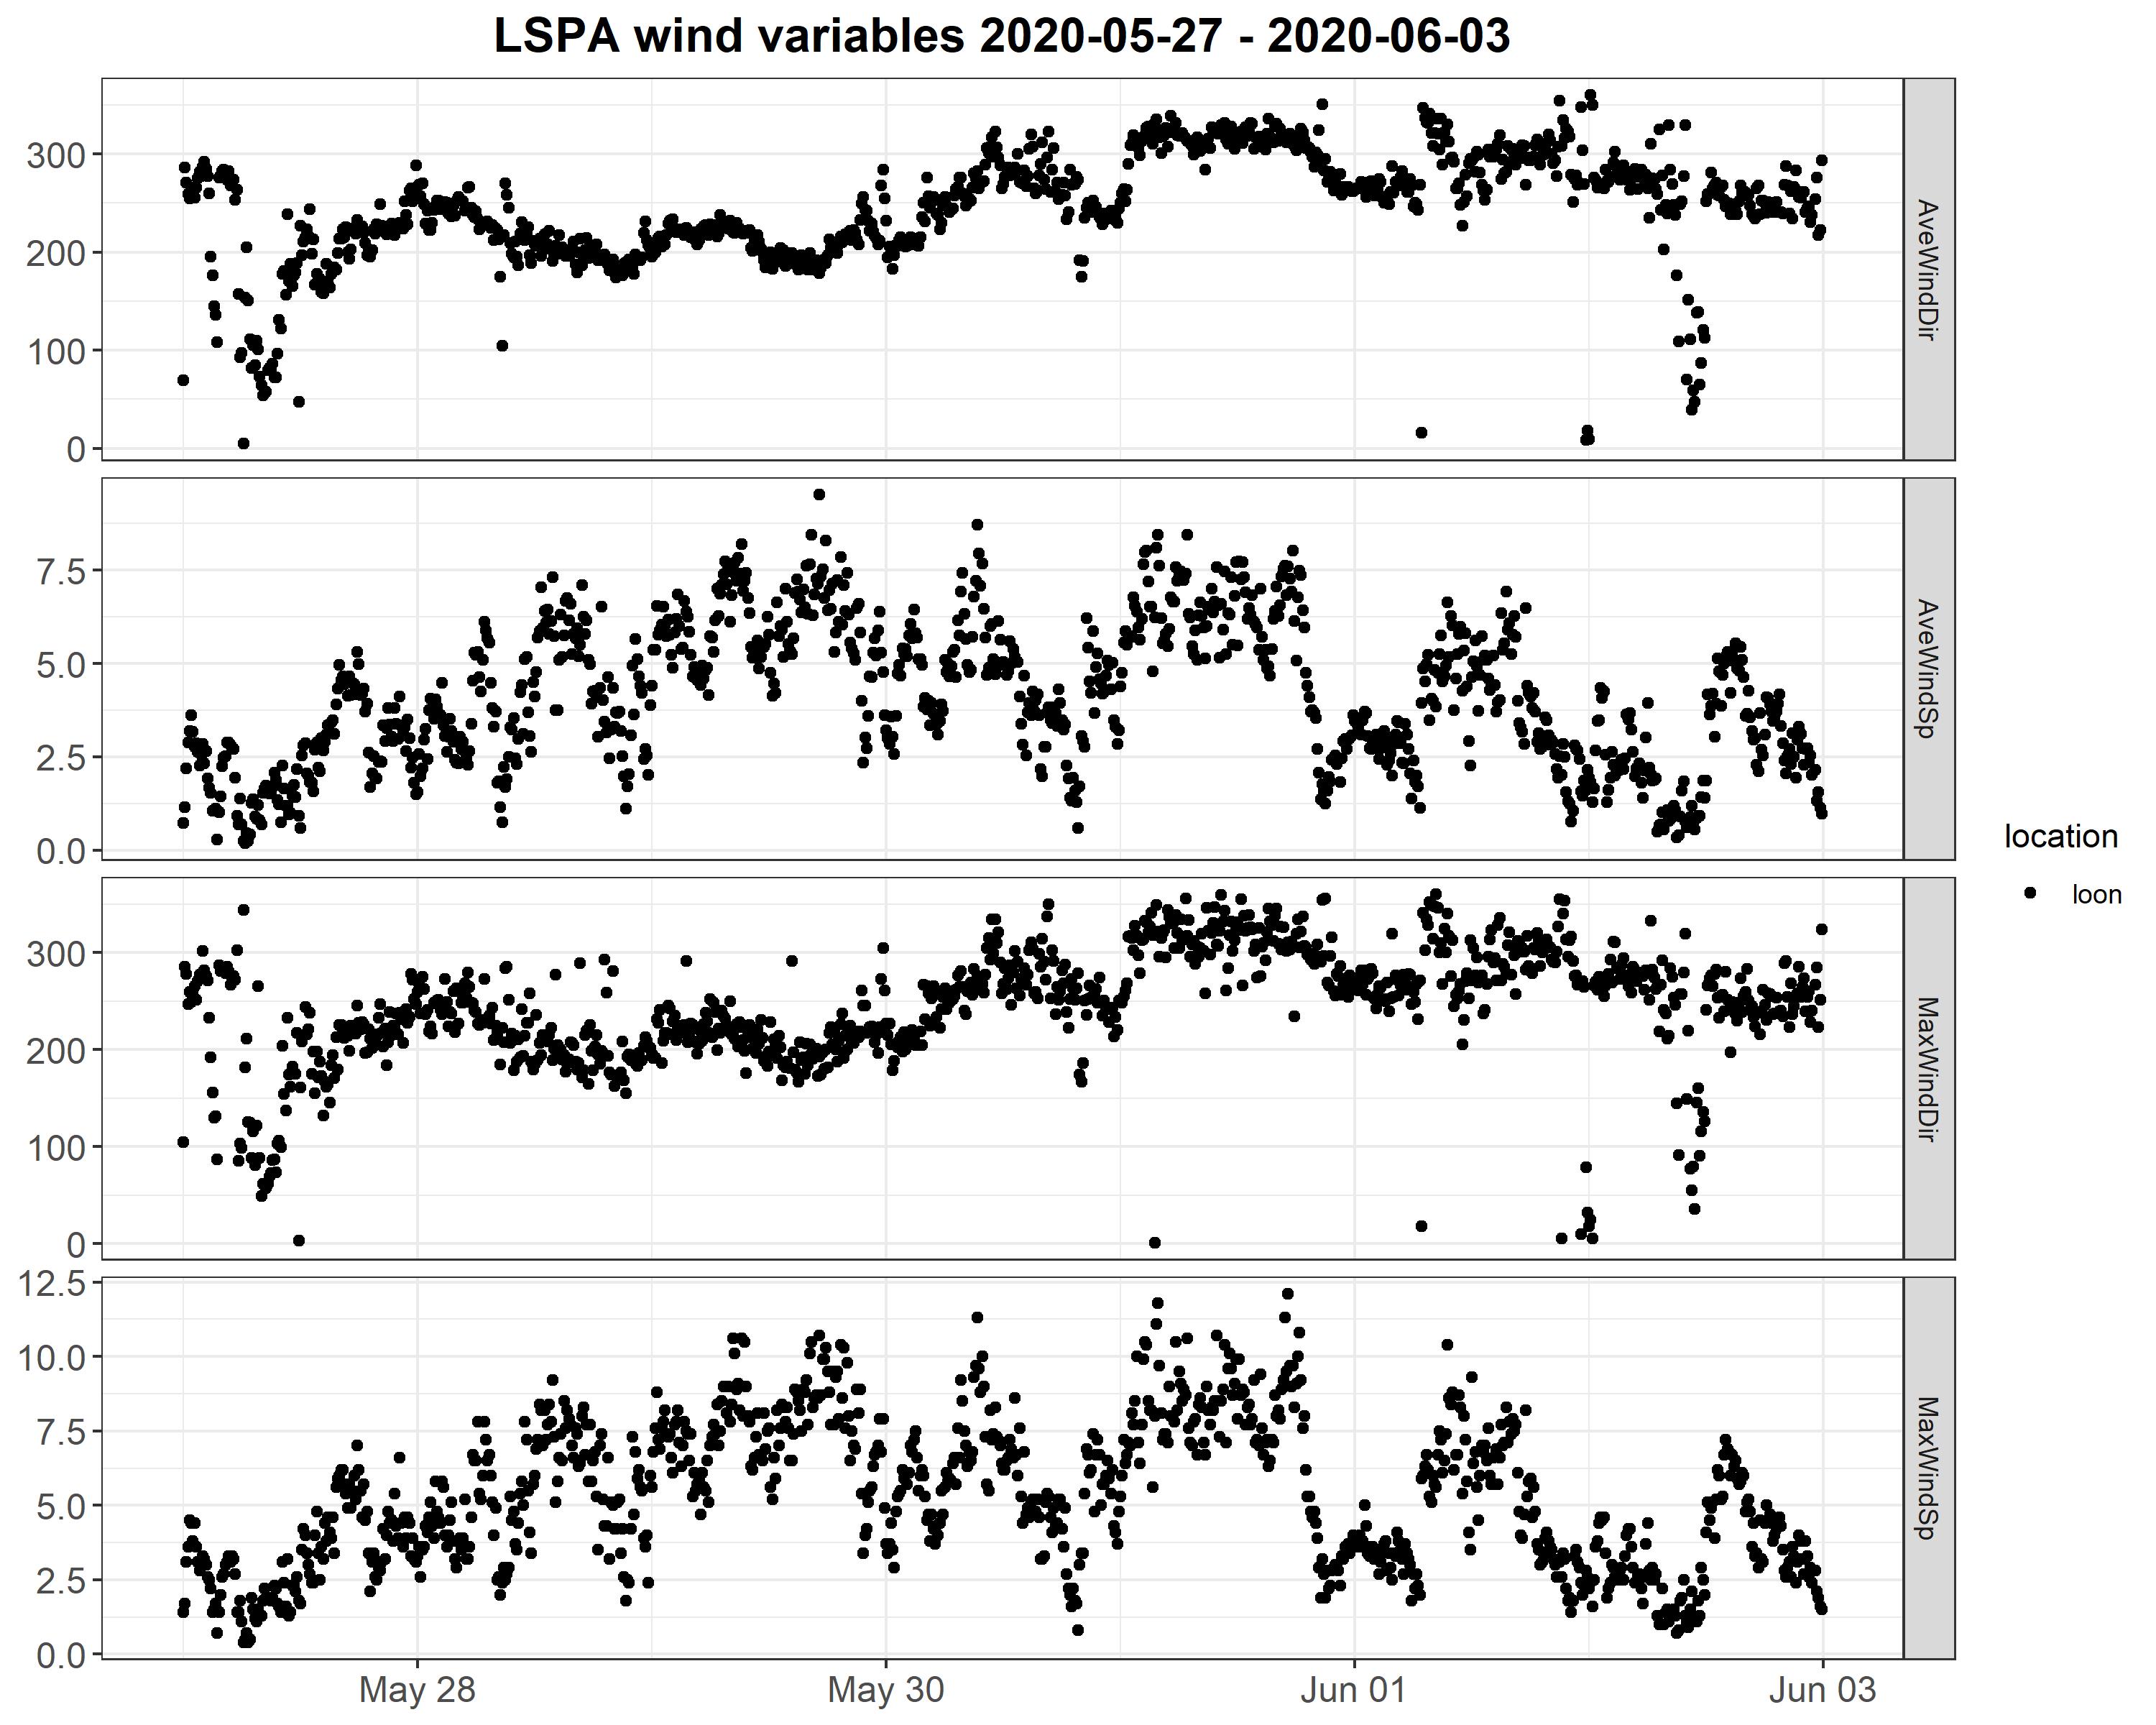 LSPA wind variables 2020-05-27 - 2020-06-03
300
200
100
0
AveWindDir
7.5
5.0
2.5
0.0
AveWindSp
300
200
100
0
MaxWindDir
12.5
10.0
7.5
5.0
2.5
0.0
MaxWindSp
May 28
May 30
Jun 01
Jun 03
location
loon